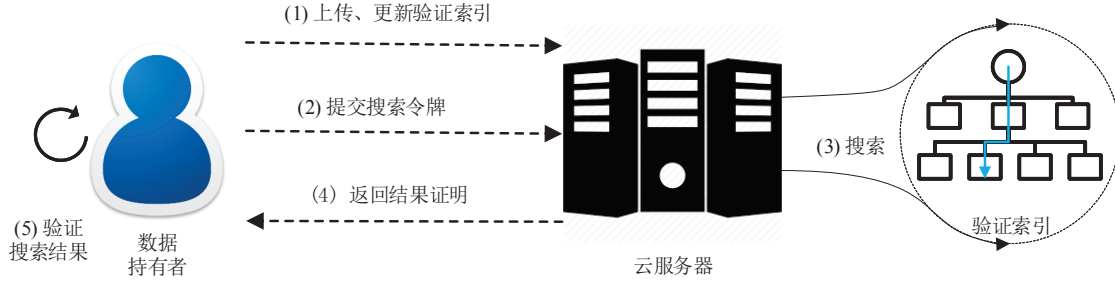 (1) 上传、更新验证索引
(2) 提交搜索令牌
(3) 搜索
(4) 返回结果证明
(5) 验证
搜索结果
数据
持有者
云服务器
验证索引